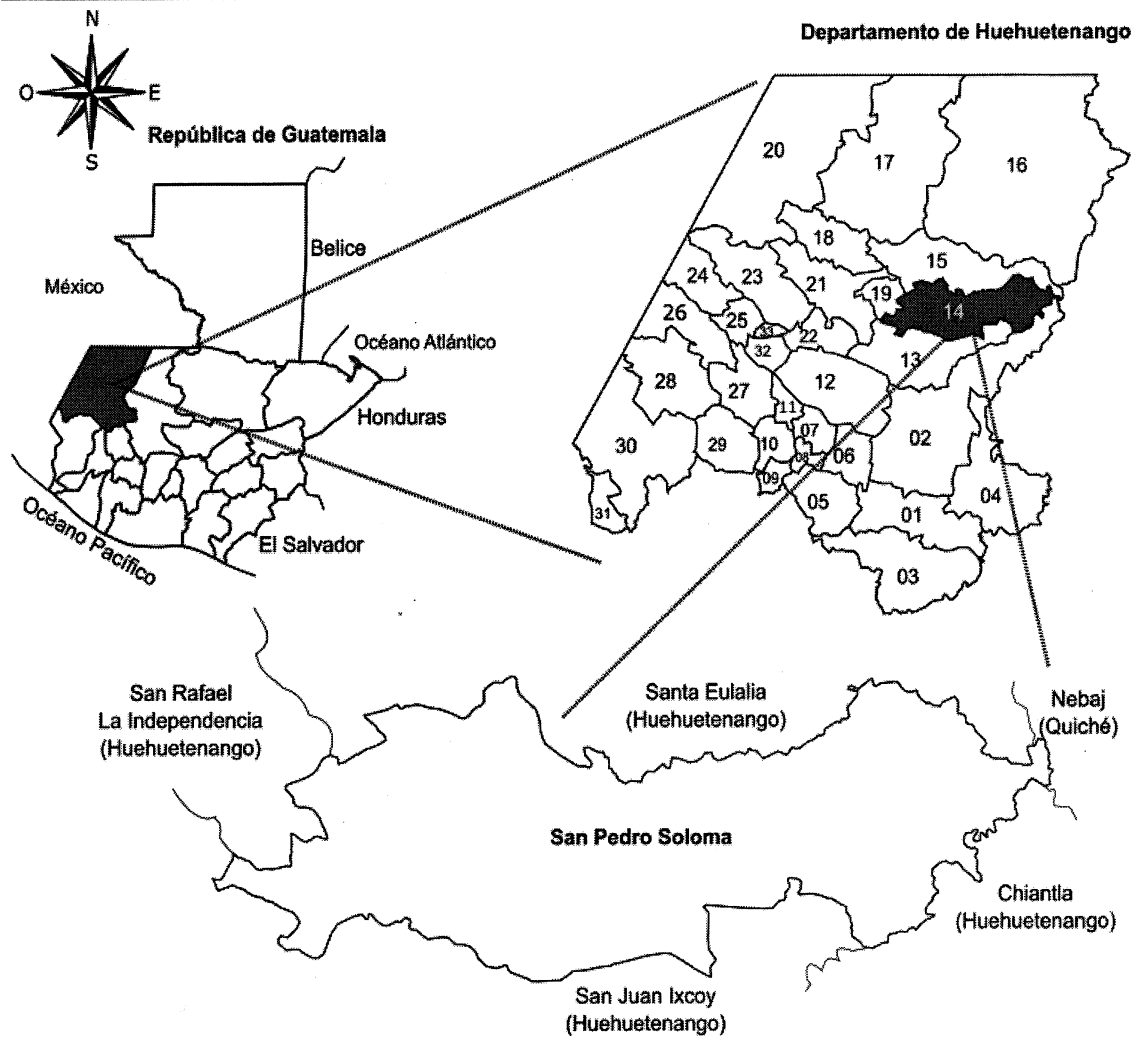 Departamento de Huehuetenango
N
O
E
S
República de Guatemala
México
Belice
Océano Atlántico
Honduras
El Salvador
Océano Pacífico
20
17
16
18
15
24
23
21
19
14
26
25
33
22
32
13
28
27
12
11
30
29
10
07
02
08
06
09
31
05
01
04
03
San Rafael
La Independencia
(Huehuetenango)
Santa Eulalia
(Huehuetenango)
Nebaj
(Quiché)
San Pedro Soloma
Chiantla
(Huehuetenango)
San Juan Ixcoy
(Huehuetenango)